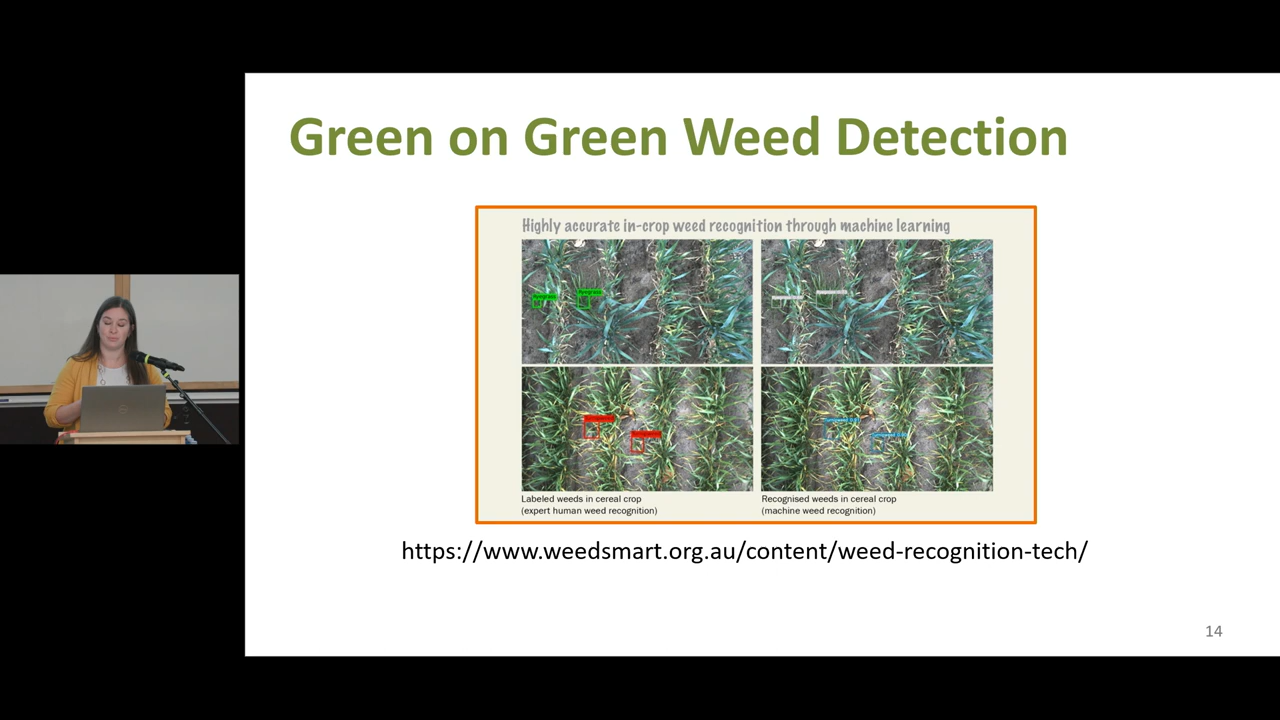 Green on Green Weed Detection
Highly accurate in-crop weed recognition through machine learning
Ryegrass
Labeled weeds in cereal crop
(expert human weed recognition)
Recognised weeds in cereal crop
(machine weed recognition)
https://www.weedsmart.org.au/content/weed-recognition-tech/
14